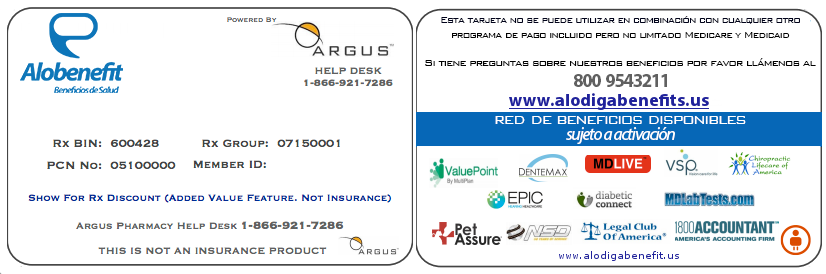 Powered By
ARGUS
Alobenefit
Beneficios de Salud
HELP DESK
1-866-921-7286
Rx BIN: 600428 Rx Group: 07150001
PCN No: 05100000 Member ID:
Show For Rx Discount (Added Value Feature. Not Insurance)
Argus Pharmacy Help Desk 1-866-921-7286
THIS IS NOT AN INSURANCE PRODUCT
ARGUS
Esta tarjeta no se puede utilizar en combinación con cualquier otro
programa de pago incluido pero no limitado Medicare y Medicaid
Si tiene preguntas sobre nuestros beneficios por favor llámenos al
800 9543211
www.alodigabenefits.us
RED DE BENEFICIOS DISPONIBLES
sujeto a activación
ValuePoint
By MultiPlan
DENTEMAX
MDLIVE
vsp
Chiropractic
Lifecare of
America
EPIC
HEARING HEALTHCARE
diabetic
connect
MDLabTests.com
Pet
Assure
NSD
Legal Club
Of America
1800ACCOUNTANT
AMERICA'S ACCOUNTING FIRM
www.alodigabenefit.us